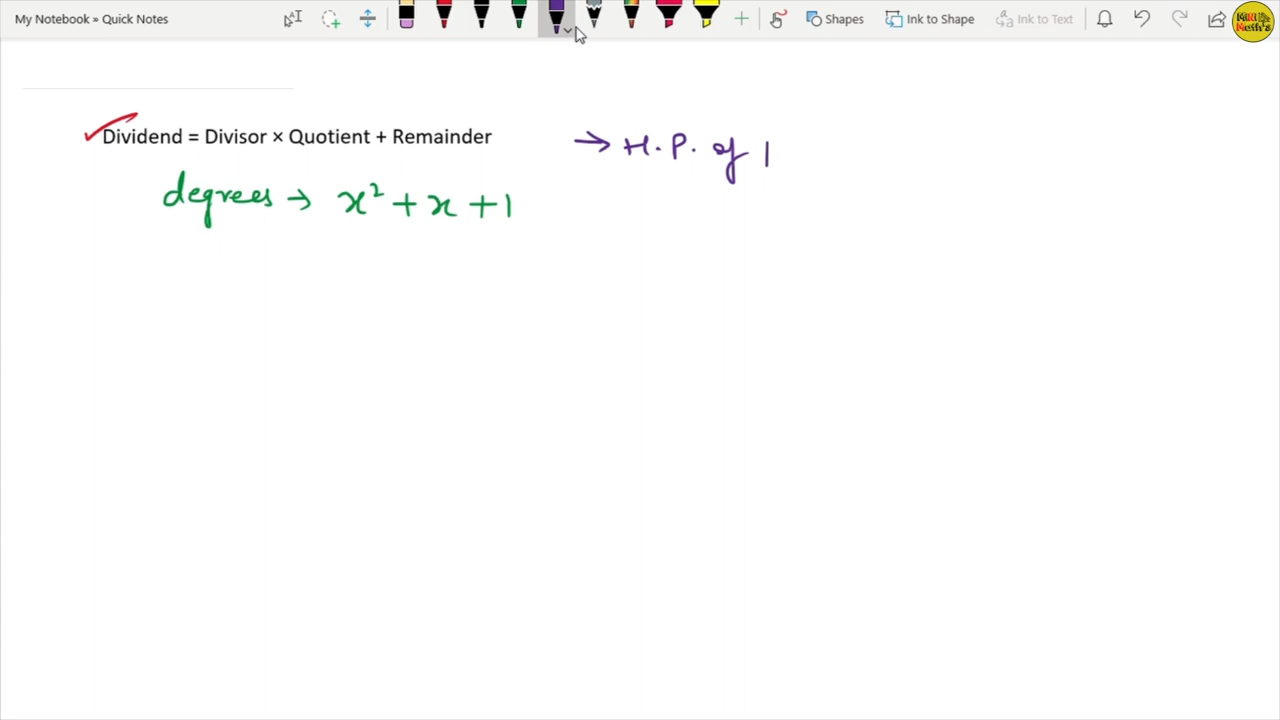 My Notebook » Quick Notes
Shapes
Ink to Shape
Ink to Text
Dividend = Divisor × Quotient + Remainder
→ H.P. of |
degrees → x² + x + 1